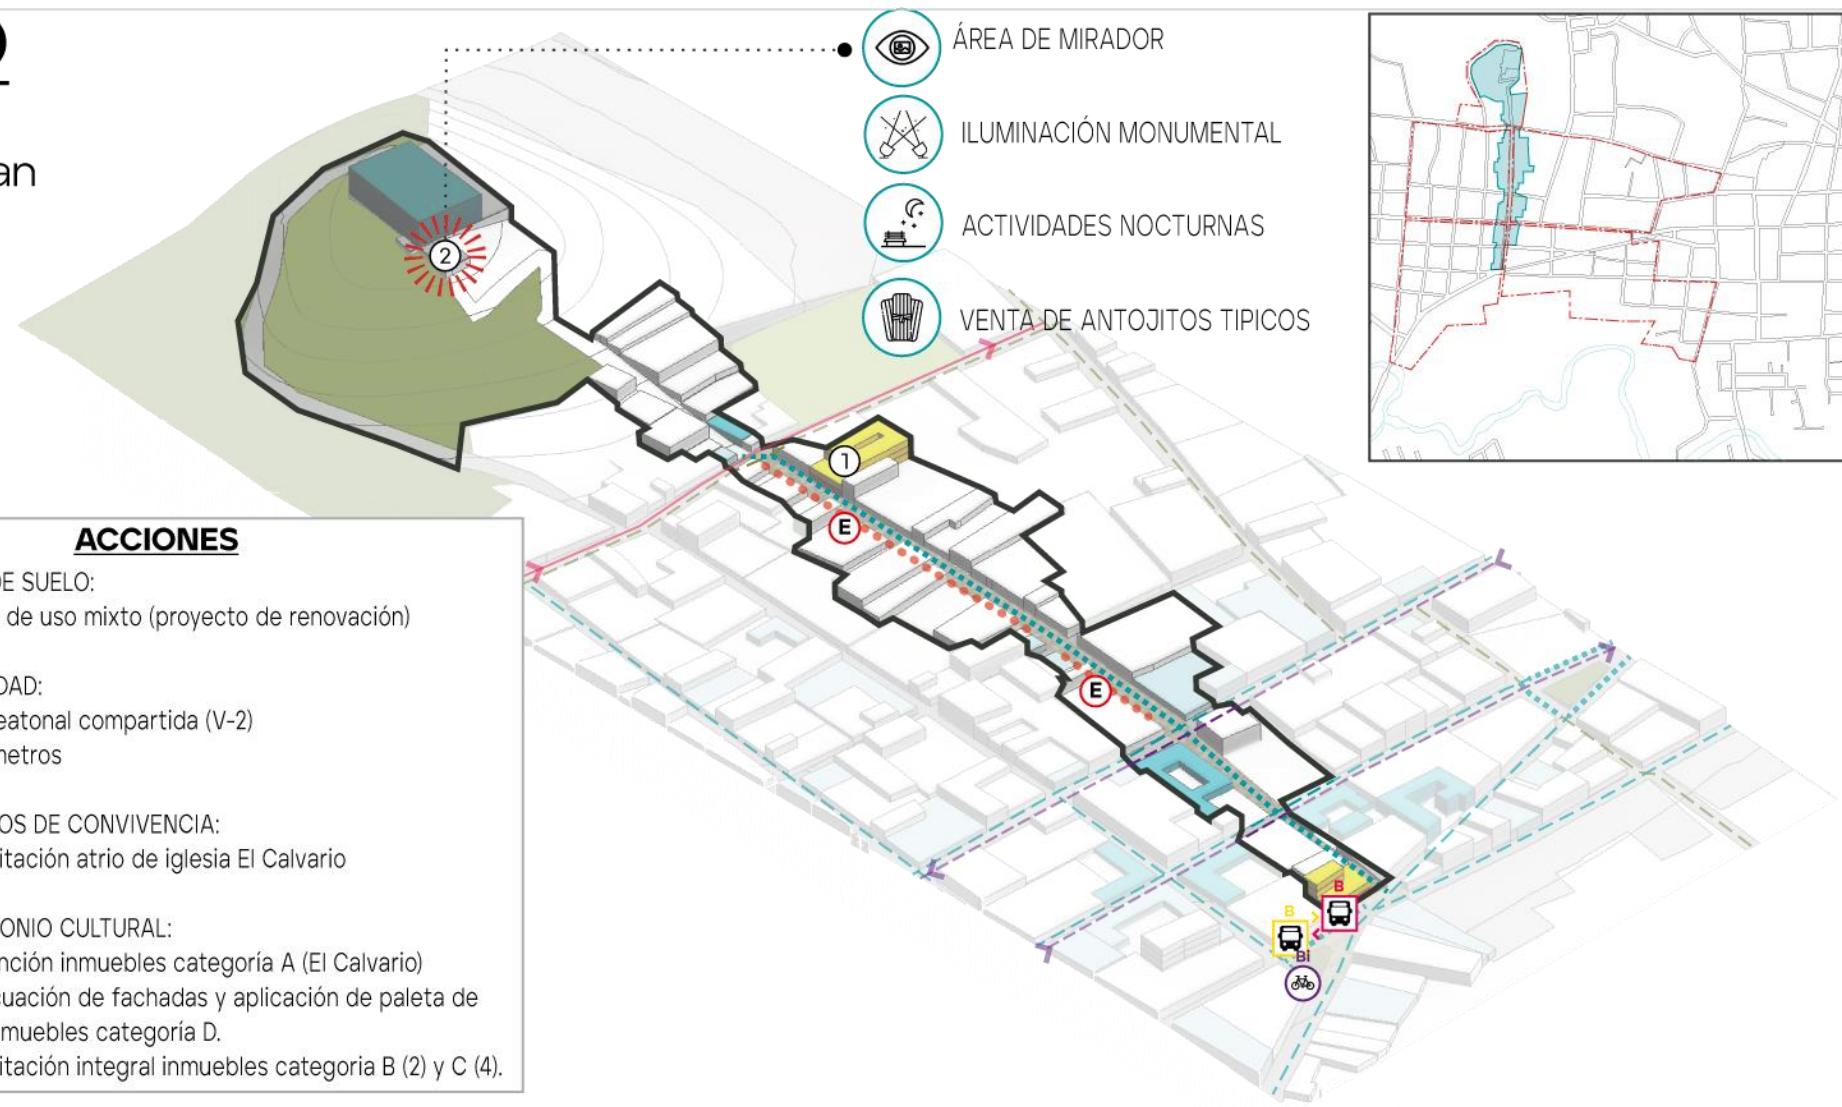 an
ÁREA DE MIRADOR
ILUMINACIÓN MONUMENTAL
ACTIVIDADES NOCTURNAS
VENTA DE ANTOJITOS TIPICOS
2
1
E
E
B
B
Bi
ACCIONES
DE SUELO:
de uso mixto (proyecto de renovación)
DAD:
eatonal compartida (V-2)
metros
OS DE CONVIVENCIA:
itación atrio de iglesia El Calvario
ONIO CULTURAL:
nción inmuebles categoría A (El Calvario)
cuación de fachadas y aplicación de paleta de
muebles categoría D.
itación integral inmuebles categoria B (2) y C (4).